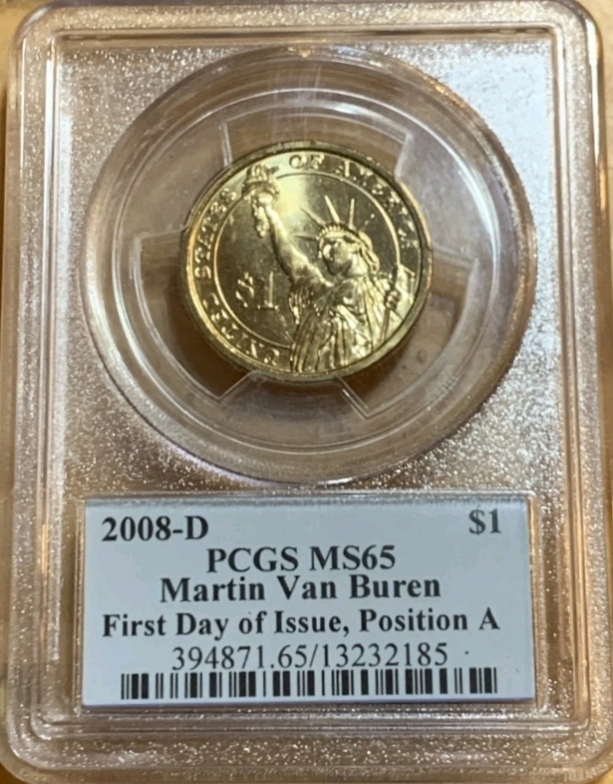 UNITED STATES OF AMERICA
$1
2008-D $1
PCGS MS65
Martin Van Buren
First Day of Issue, Position A
394871.65/13232185